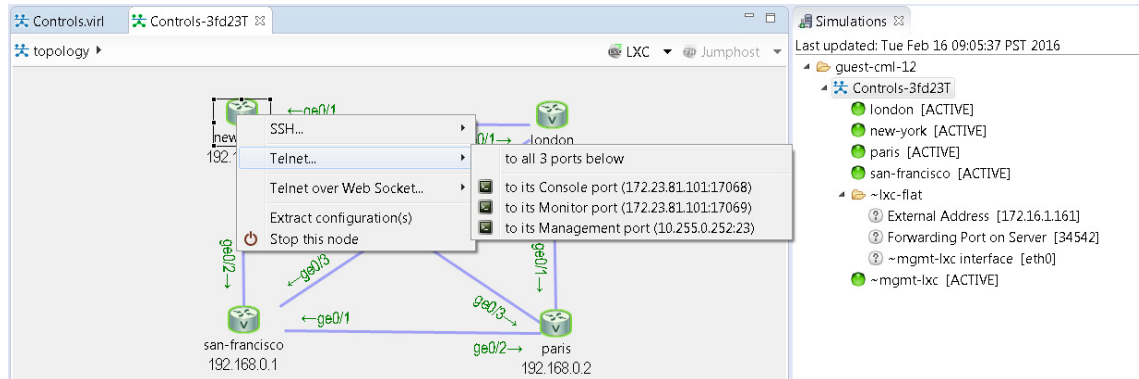 Controls.virl
Controls-3fd23T
topology
LXC
Jumphost
←ge0/1
new
192.1
0/1→
london
SSH...
Telnet...
Telnet over Web Socket...
Extract configuration(s)
Stop this node
to all 3 ports below
to its Console port (172.23.81.101:17068)
to its Monitor port (172.23.81.101:17069)
to its Management port (10.255.0.252:23)
ge0/2→
←ge0/3
ge0/1→
ge0/3→
←ge0/1
ge0/2→
san-francisco
192.168.0.1
paris
192.168.0.2
Simulations
Last updated: Tue Feb 16 09:05:37 PST 2016
guest-cml-12
Controls-3fd23T
london [ACTIVE]
new-york [ACTIVE]
paris [ACTIVE]
san-francisco [ACTIVE]
~lxc-flat
External Address [172.16.1.161]
Forwarding Port on Server [34542]
~mgmt-lxc interface [eth0]
~mgmt-lxc [ACTIVE]